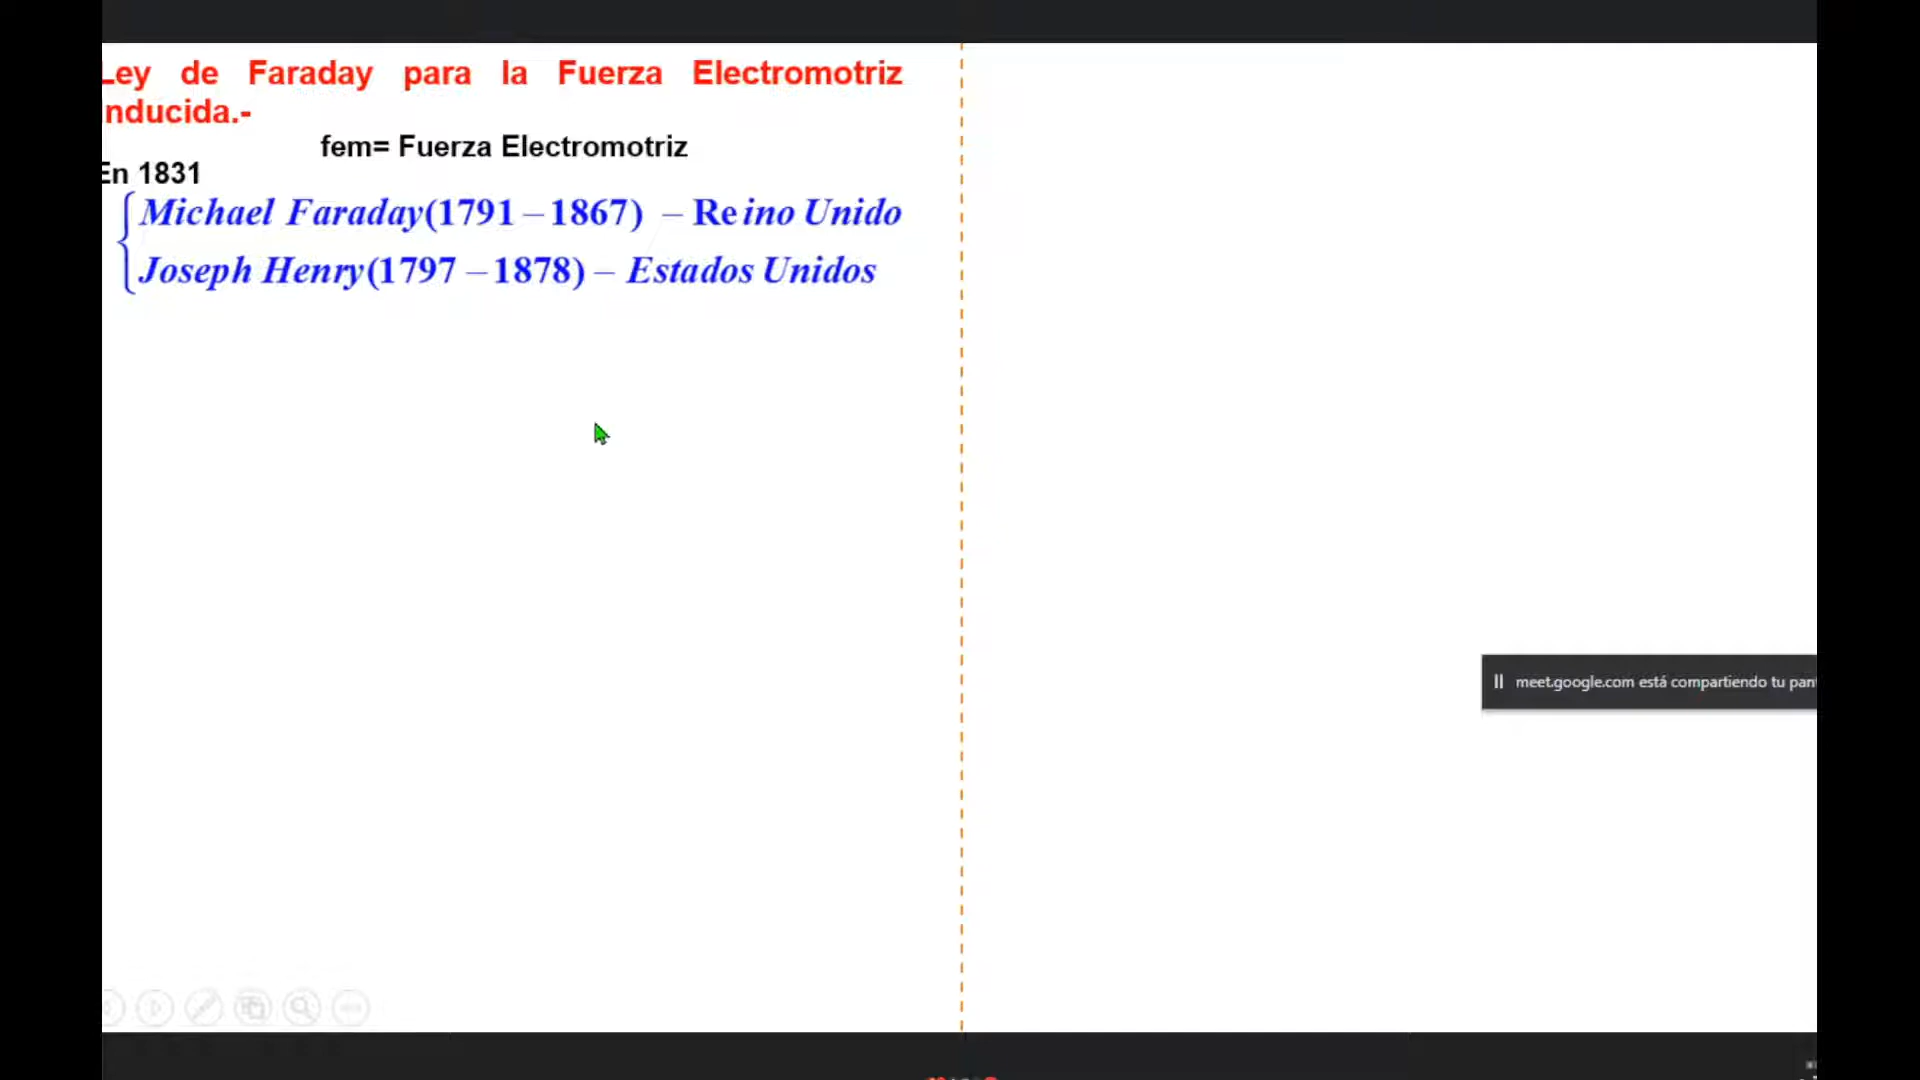 Ley de Faraday para la Fuerza Electromotriz
nducida.-
fem= Fuerza Electromotriz
En 1831
Michael Faraday(1791–1867) – Reino Unido
Joseph Henry(1797–1878) – Estados Unidos
meet.google.com está compartiendo tu pan